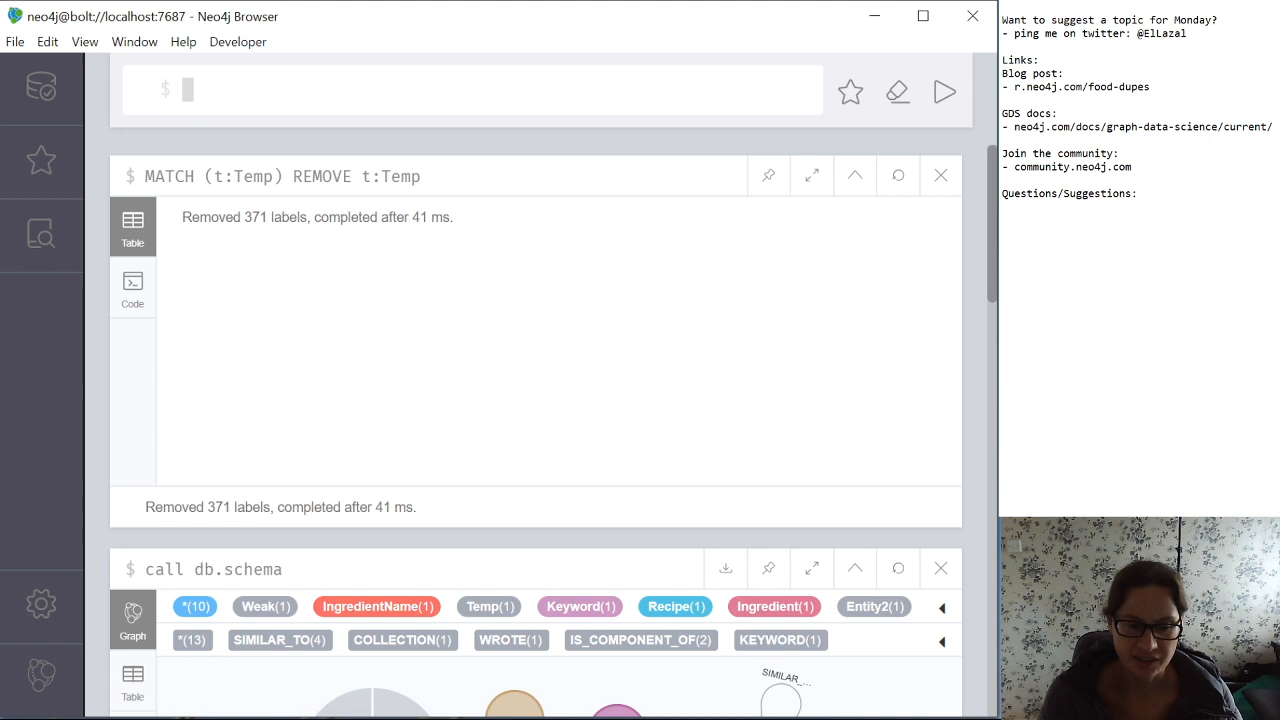 neo4j@bolt://localhost:7687 - Neo4j Browser
File Edit View Window Help Developer
$
$ MATCH (t:Temp) REMOVE t:Temp
Table
Removed 371 labels, completed after 41 ms.
Code
Removed 371 labels, completed after 41 ms.
$ call db.schema
Graph
*(10) Weak(1) IngredientName(1) Temp(1) Keyword(1) Recipe(1) Ingredient(1) Entity2(1)
*(13) SIMILAR_TO(4) COLLECTION(1) WROTE(1) IS_COMPONENT_OF(2) KEYWORD(1)
Table
SIMILAR_...
Want to suggest a topic for Monday?
- ping me on twitter: @ElLazal
Links:
Blog post:
- r.neo4j.com/food-dupes
GDS docs:
- neo4j.com/docs/graph-data-science/current/
Join the community:
- community.neo4j.com
Questions/Suggestions: